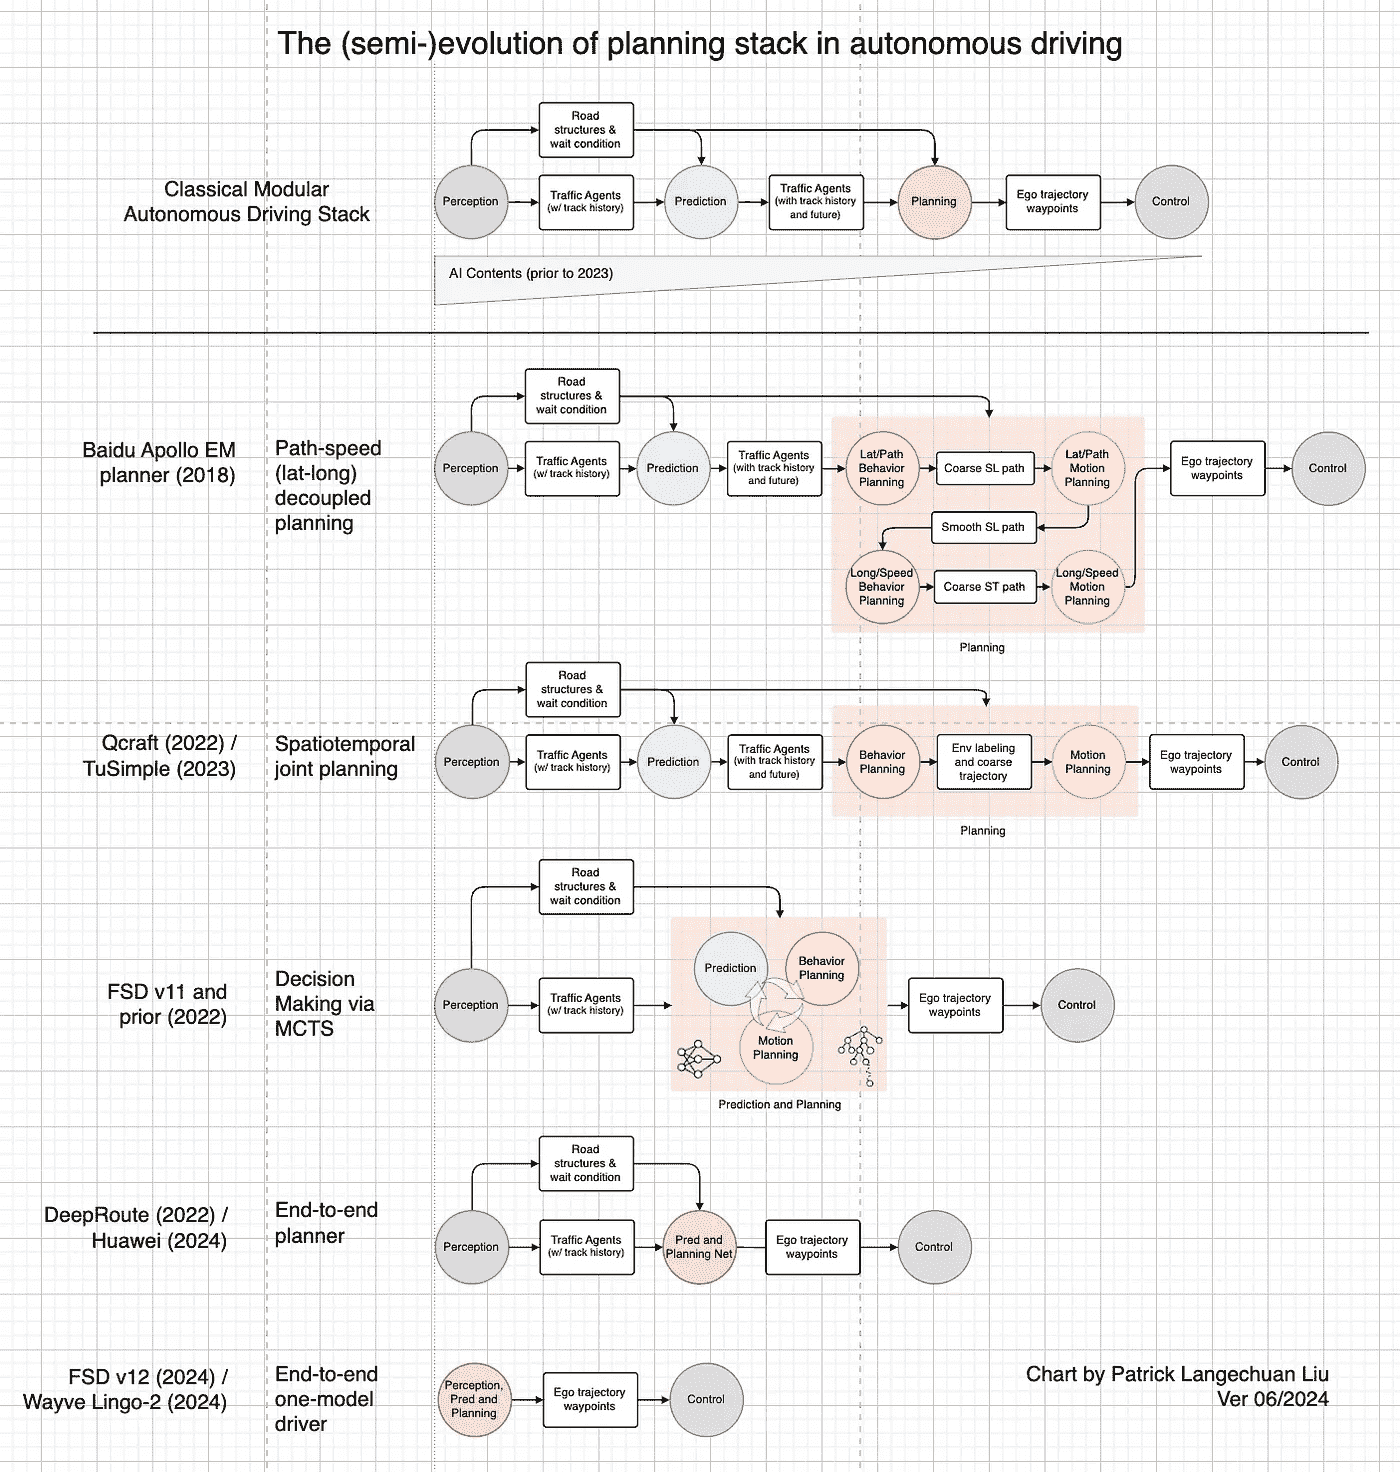 The (semi-)evolution of planning stack in autonomous driving
Classical Modular
Autonomous Driving Stack
Road
structures &
wait condition
Perception
Traffic Agents
(w/ track history)
Prediction
Traffic Agents
(with track history
and future)
Planning
Ego trajectory
waypoints
Control
AI Contents (prior to 2023)
Baidu Apollo EM
planner (2018)
Path-speed
(lat-long)
decoupled
planning
Road
structures &
wait condition
Perception
Traffic Agents
(w/ track history)
Prediction
Traffic Agents
(with track history
and future)
Lat/Path
Behavior
Planning
Coarse SL path
Lat/Path
Motion
Planning
Smooth SL path
Long/Speed
Behavior
Planning
Coarse ST path
Long/Speed
Motion
Planning
Planning
Ego trajectory
waypoints
Control
Qcraft (2022) /
TuSimple (2023)
Spatiotemporal
joint planning
Road
structures &
wait condition
Perception
Traffic Agents
(w/ track history)
Prediction
Traffic Agents
(with track history
and future)
Behavior
Planning
Env labeling
and coarse
trajectory
Motion
Planning
Planning
Ego trajectory
waypoints
Control
FSD v11 and
prior (2022)
Decision
Making via
MCTS
Road
structures &
wait condition
Perception
Traffic Agents
(w/ track history)
Prediction
Behavior
Planning
Motion
Planning
Prediction and Planning
Ego trajectory
waypoints
Control
DeepRoute (2022) /
Huawei (2024)
End-to-end
planner
Road
structures &
wait condition
Perception
Traffic Agents
(w/ track history)
Pred and
Planning Net
Ego trajectory
waypoints
Control
FSD v12 (2024) /
Wayve Lingo-2 (2024)
End-to-end
one-model
driver
Perception,
Pred and
Planning
Ego trajectory
waypoints
Control
Chart by Patrick Langechuan Liu
Ver 06/2024